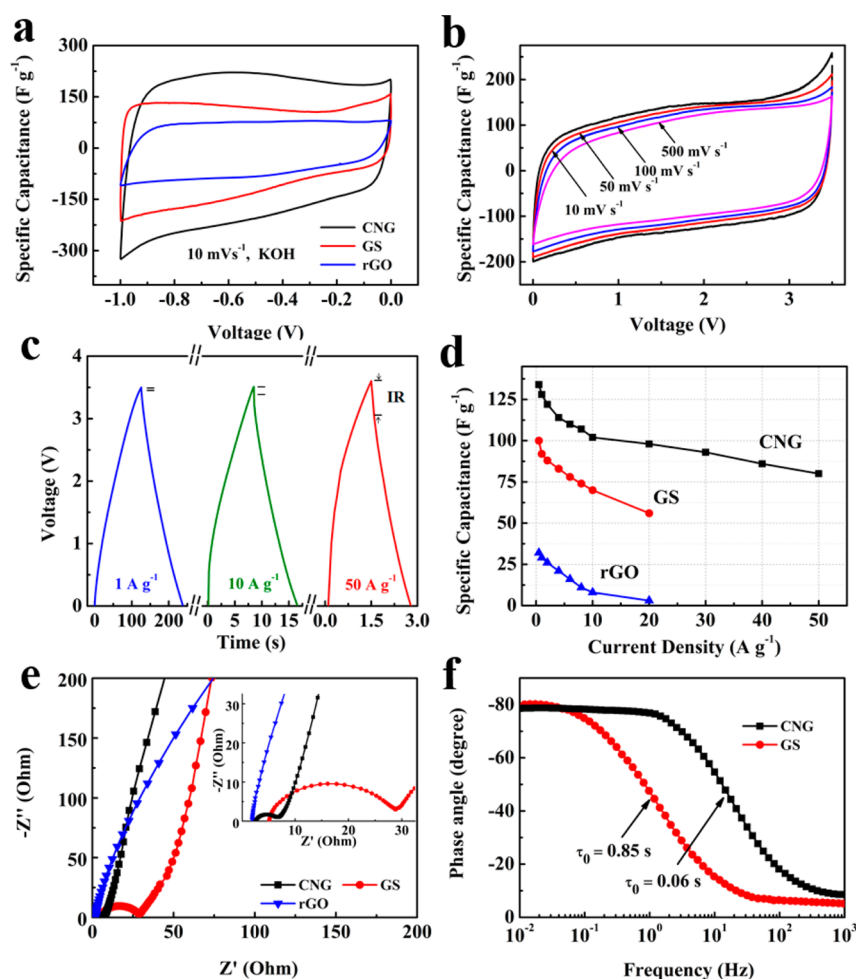 a
300
150
0
-150
-300
Specific Capacitance (F g⁻¹)
10 mVs⁻¹, KOH
CNG
GS
rGO
-1.0 -0.8 -0.6 -0.4 -0.2 0.0
Voltage (V)
b
200
100
0
-100
-200
Specific Capacitance (F g⁻¹)
500 mV s⁻¹
100 mV s⁻¹
50 mV s⁻¹
10 mV s⁻¹
0 1 2 3
Voltage (V)
c
4
3
2
1
0
Voltage (V)
IR
1 A g⁻¹ 10 A g⁻¹ 50 A g⁻¹
0 100 200 0 5 10 15 0.0 1.5 3.0
Time (s)
d
125
100
75
50
25
0
Specific Capacitance (F g⁻¹)
CNG
GS
rGO
0 10 20 30 40 50
Current Density (A g⁻¹)
e
200
175
150
125
100
75
50
25
0
-Z'' (Ohm)
30
20
10
0
-Z'' (Ohm)
10 20 30
Z' (Ohm)
CNG GS
rGO
0 50 100 150 200
Z' (Ohm)
f
-80
-60
-40
-20
0
Phase angle (degree)
CNG
GS
τ₀ = 0.85 s
τ₀ = 0.06 s
10⁻² 10⁻¹ 10⁰ 10¹ 10² 10³
Frequency (Hz)